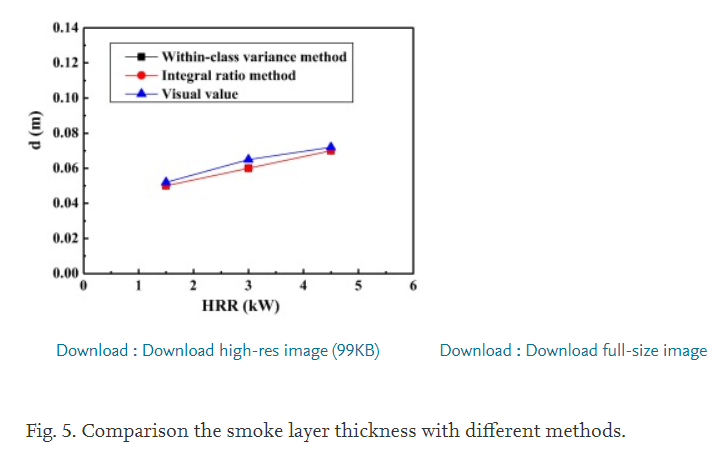 0.14
Within-class variance method
0.12
Integral ratio method
0.10
Visual value
d (m)
0.08
0.06
0.04
0.02
0.00
0 1 2 3 4 5 6
HRR (kW)
Download : Download high-res image (99KB) Download : Download full-size image
Fig. 5. Comparison the smoke layer thickness with different methods.